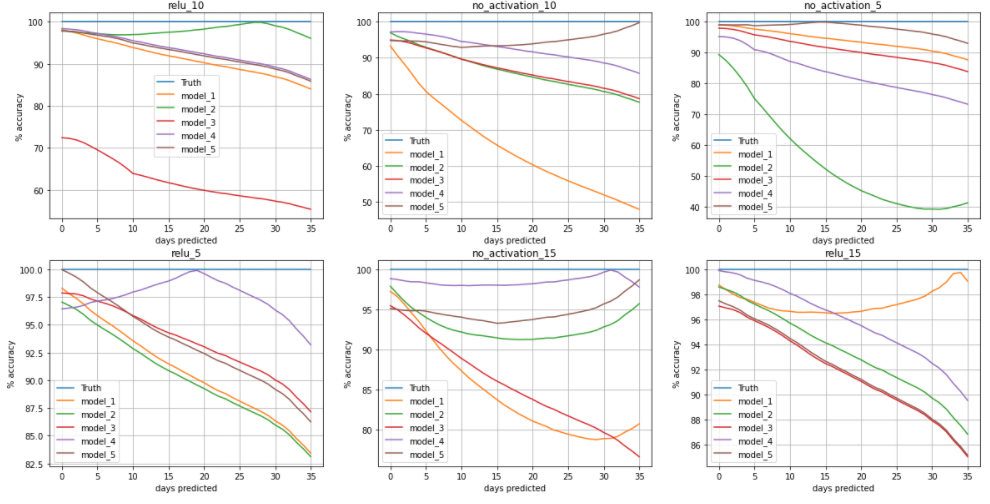 relu_10
% accuracy
100
90
80
70
60
Truth
model_1
model_2
model_3
model_4
model_5
0 5 10 15 20 25 30 35
days predicted
no_activation_10
% accuracy
100
90
80
70
60
50
Truth
model_1
model_2
model_3
model_4
model_5
0 5 10 15 20 25 30 35
days predicted
no_activation_5
% accuracy
100
90
80
70
60
50
40
Truth
model_1
model_2
model_3
model_4
model_5
0 5 10 15 20 25 30 35
days predicted
relu_5
% accuracy
100.0
97.5
95.0
92.5
90.0
87.5
85.0
82.5
Truth
model_1
model_2
model_3
model_4
model_5
0 5 10 15 20 25 30 35
days predicted
no_activation_15
% accuracy
100
95
90
85
80
Truth
model_1
model_2
model_3
model_4
model_5
0 5 10 15 20 25 30 35
days predicted
relu_15
% accuracy
100
98
96
94
92
90
88
86
Truth
model_1
model_2
model_3
model_4
model_5
0 5 10 15 20 25 30 35
days predicted